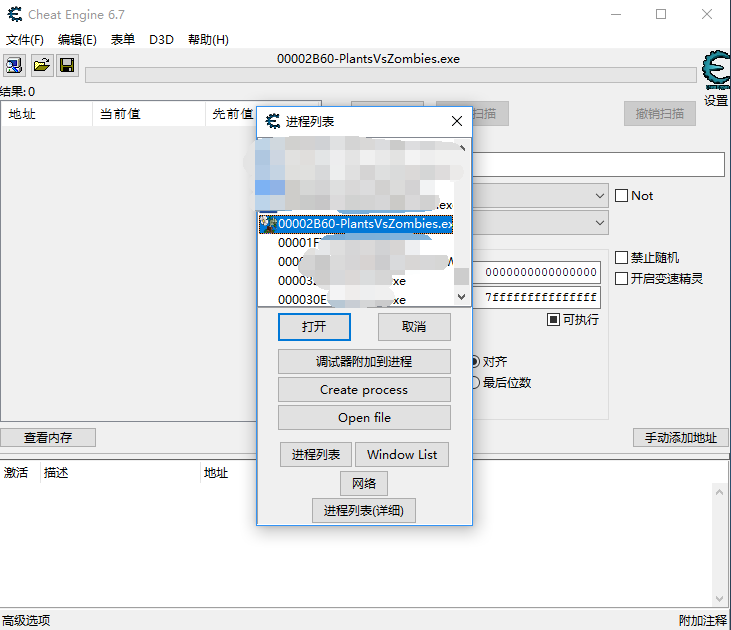 Cheat Engine 6.7
文件(F) 编辑(E) 表单 D3D 帮助(H)
00002B60-PlantsVsZombies.exe
结果: 0
设置
地址 当前值 先前值
扫描 撤销扫描
进程列表
.exe
00002B60-PlantsVsZombies.ex
00001F
0000
00003
xe
000030E
.exe
Not
禁止随机
开启变速精灵
0000000000000000
7fffffffffffffff
可执行
对齐
最后位数
打开 取消
调试器附加到进程
Create process
Open file
进程列表 Window List
网络
进程列表(详细)
查看内存 手动添加地址
激活 描述 地址
高级选项 附加注释